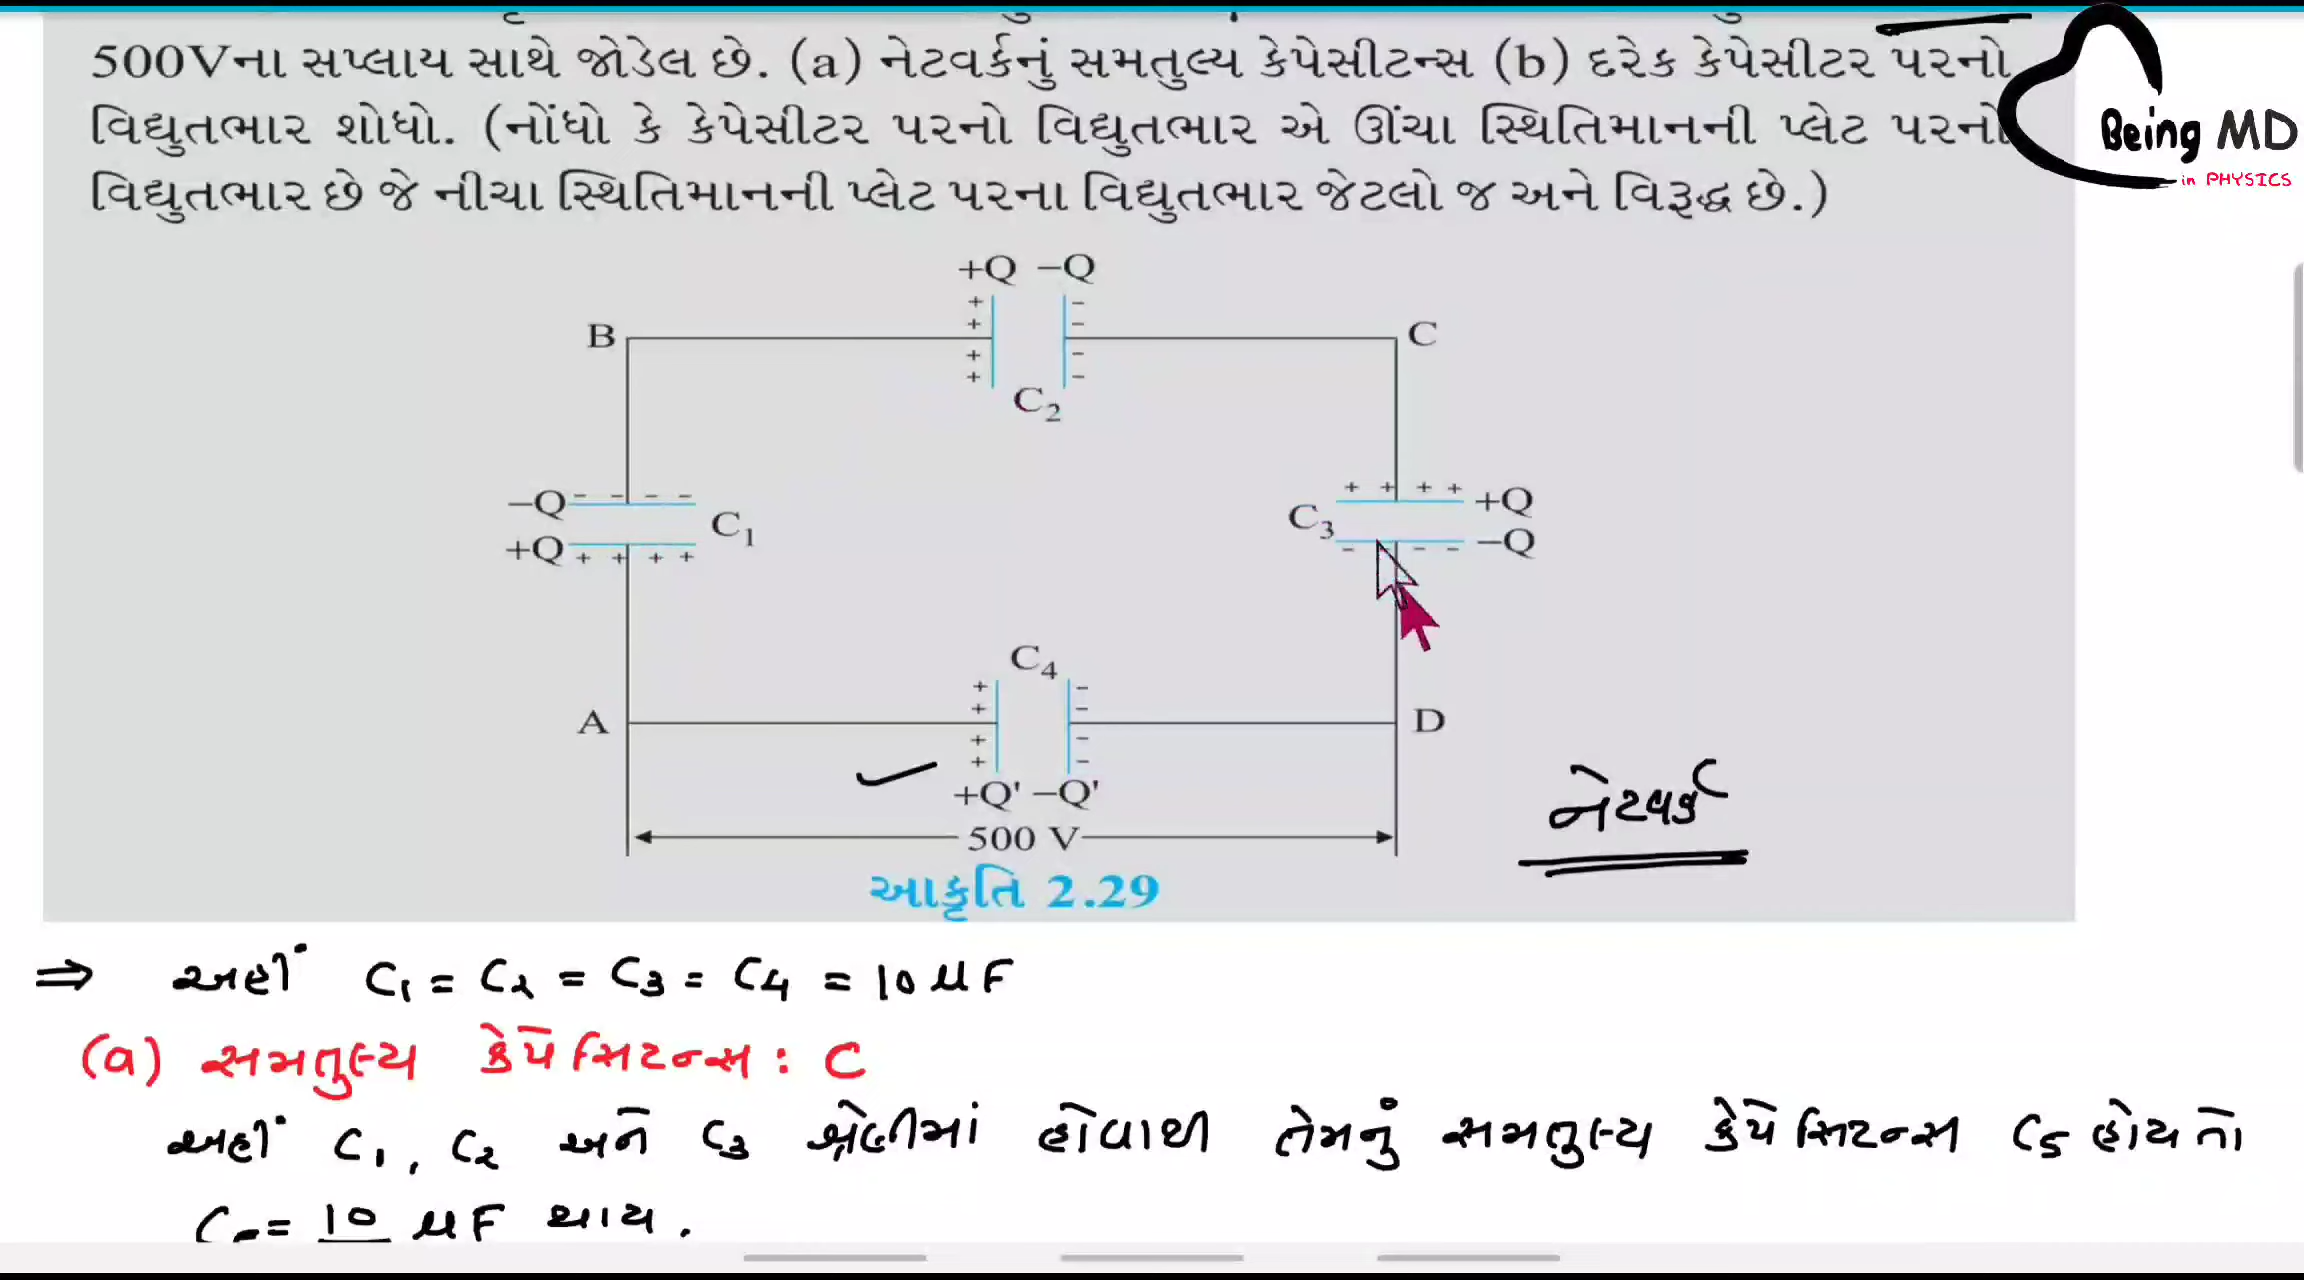 500Vના સપ્લાય સાથે જોડેલ છે. (a) નેટવર્કનું સમતુલ્ય કેપેસીટન્સ (b) દરેક કેપેસીટર પરનો
વિદ્યુતભાર શોધો. (નોંધો કે કેપેસીટર પરનો વિદ્યુતભાર એ ઊંચા સ્થિતિમાનની પ્લેટ પરનો
વિદ્યુતભાર છે જે નીચા સ્થિતિમાનની પ્લેટ પરના વિદ્યુતભાર જેટલો જ અને વિરૂદ્ધ છે.)
Being MD
in PHYSICS
+Q −Q
B
C
C2
−Q
C1
+Q
C3
+Q
−Q
C4
A
D
+Q' −Q'
500 V
નેટવર્ક
આકૃતિ 2.29
⇒ અહીં C1 = C2 = C3 = C4 = 10 μF
(a) સમતુલ્ય કેપેસિટન્સ : C
અહીં C1, C2 અને C3 શ્રેણીમાં હોવાથી તેમનું સમતુલ્ય કેપેસિટન્સ C5 હોય તો
= 10 μF થાય.